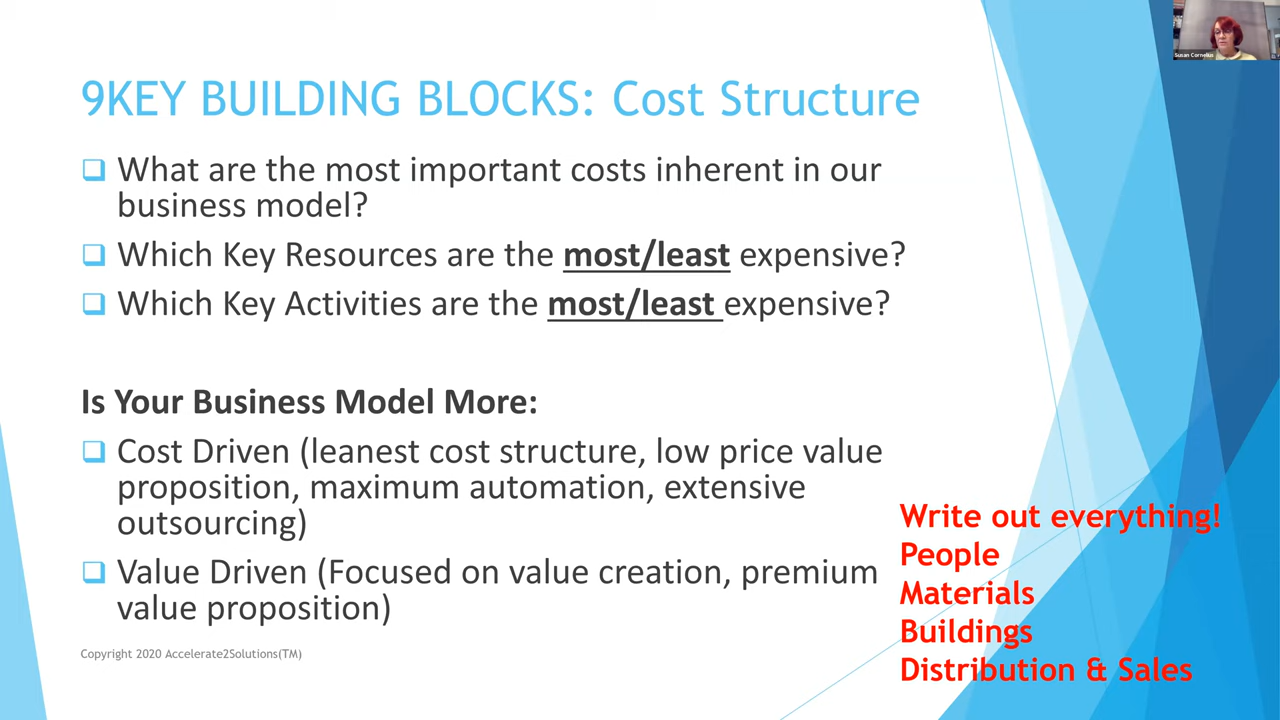 Susan Cornelius
9KEY BUILDING BLOCKS: Cost Structure
What are the most important costs inherent in our
business model?
Which Key Resources are the most/least expensive?
Which Key Activities are the most/least expensive?
Is Your Business Model More:
Cost Driven (leanest cost structure, low price value
proposition, maximum automation, extensive
outsourcing)
Value Driven (Focused on value creation, premium
value proposition)
Write out everything!
People
Materials
Buildings
Distribution & Sales
Copyright 2020 Accelerate2Solutions(TM)